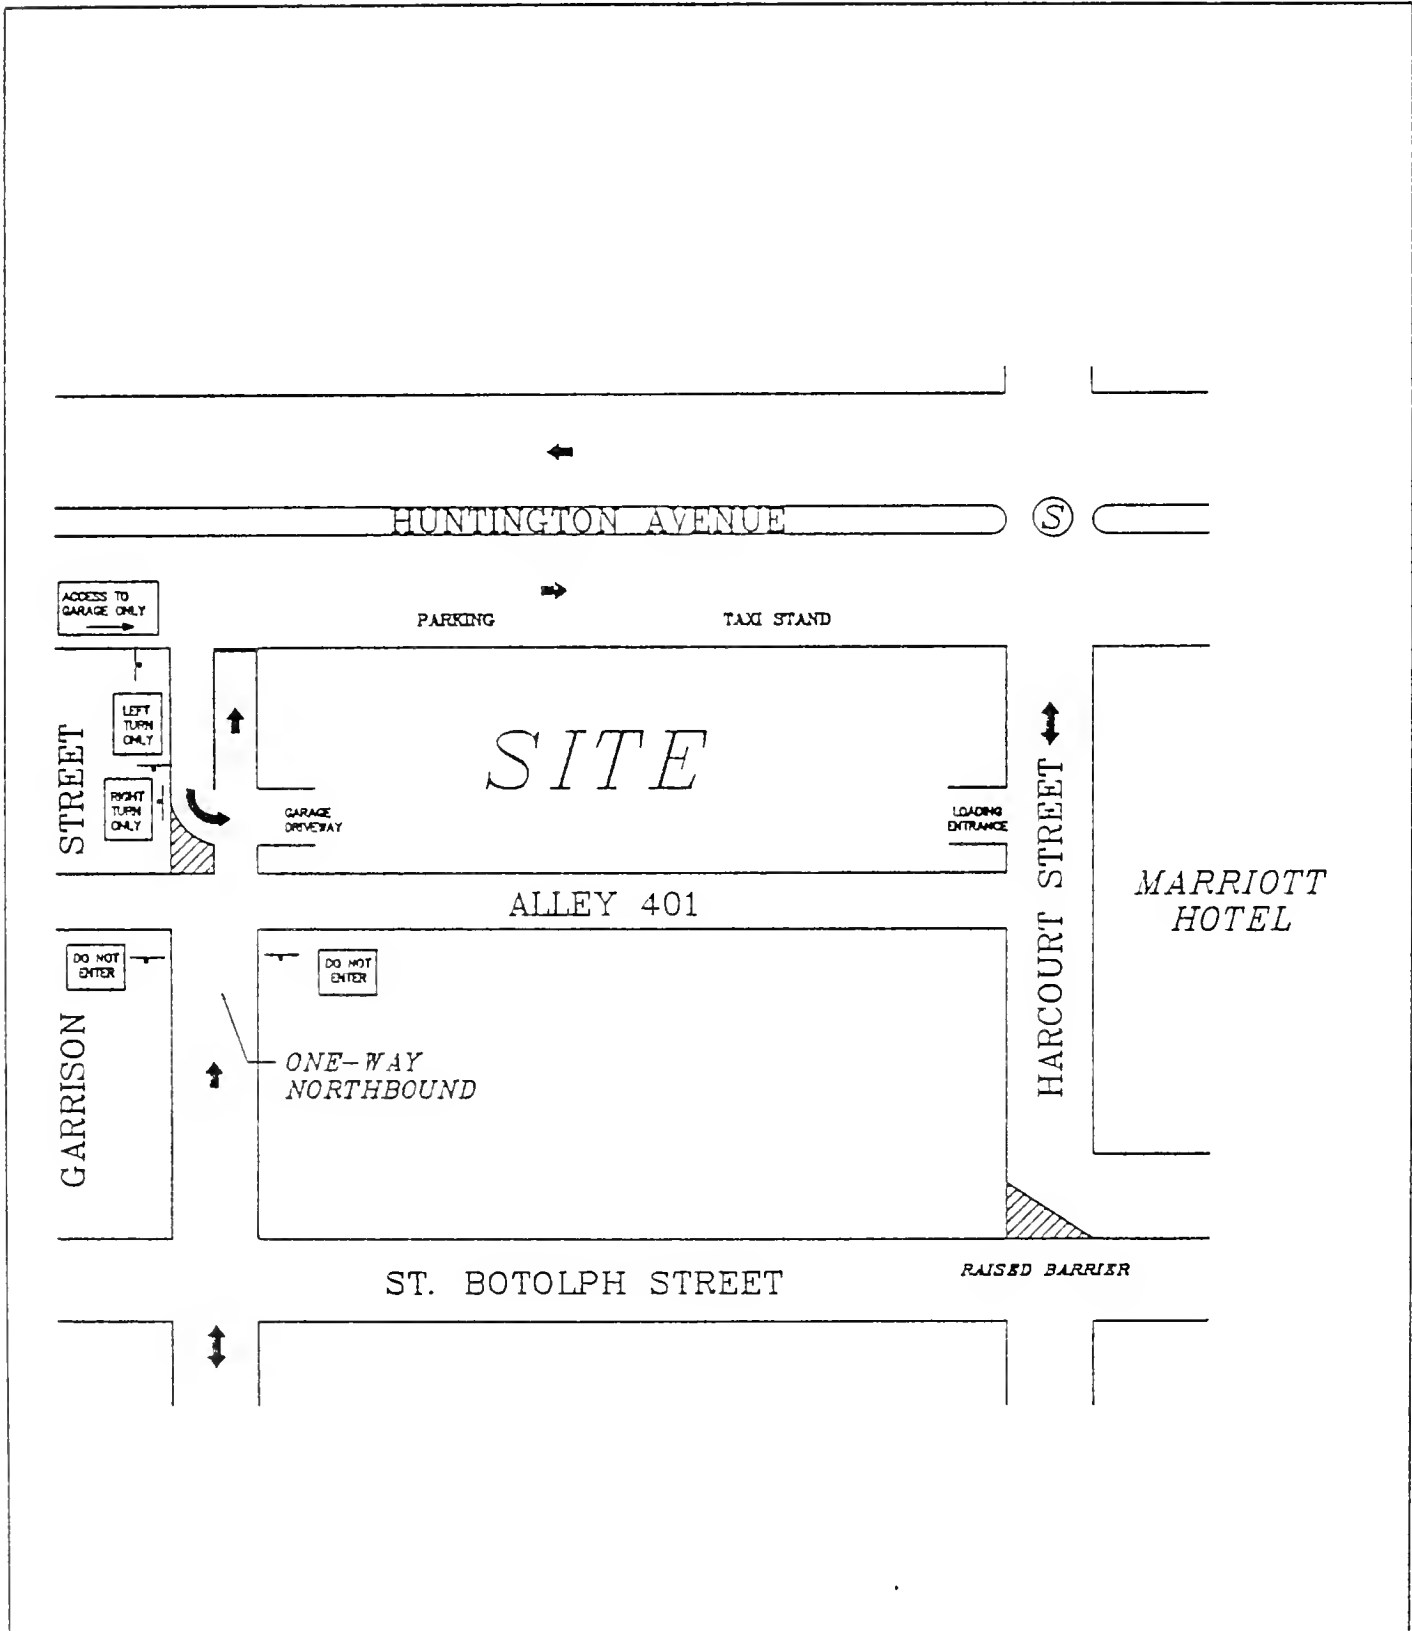 HUNTINGTON AVENUE
S
ACCESS TO
GARAGE ONLY
PARKING
TAXI STAND
LEFT
TURN
ONLY
RIGHT
TURN
ONLY
GARRISON STREET
SITE
GARAGE
DRIVEWAY
LOADING
ENTRANCE
HARCOURT STREET
MARRIOTT
HOTEL
ALLEY 401
DO NOT
ENTER
DO NOT
ENTER
ONE-WAY
NORTHBOUND
ST. BOTOLPH STREET
RAISED BARRIER